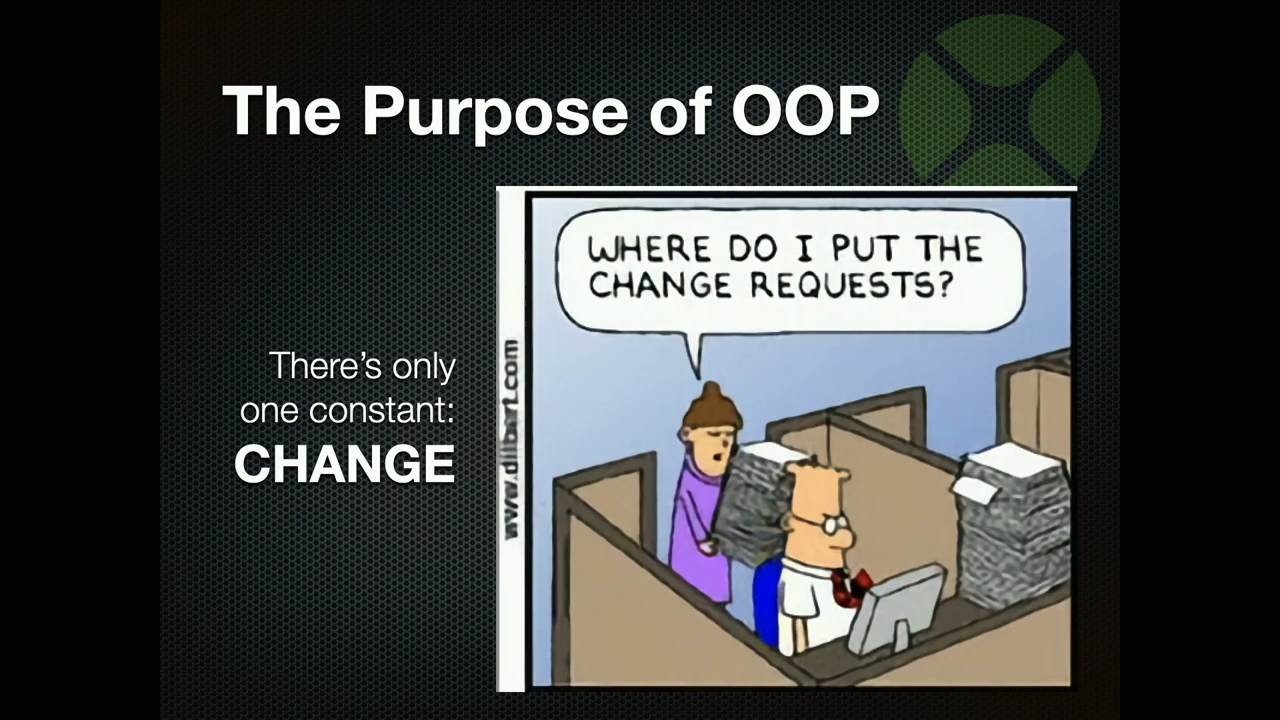 The Purpose of OOP
There's only
one constant:
CHANGE
WHERE DO I PUT THE
CHANGE REQUESTS?
www.dilbert.com